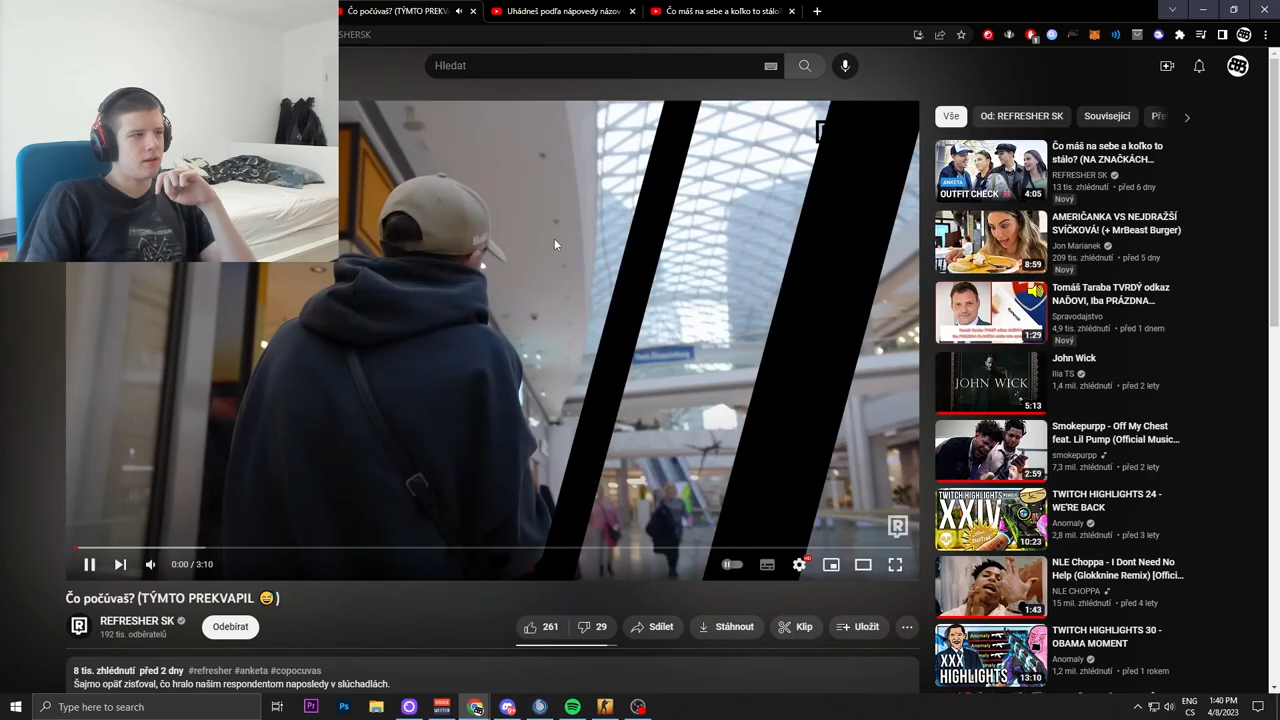 Čo počúvaš? (TÝMTO PREKV
Uhádneš podľa nápovedy názov
Čo máš na sebe a koľko to stálo?
HERSK
Hledat
Vše
Od: REFRESHER SK
Související
Pře
Čo máš na sebe a koľko to
stálo? (NA ZNAČKÁCH...
REFRESHER SK
13 tis. zhlédnutí • před 6 dny
Nový
ANKETA
OUTFIT CHECK
4:05
AMERIČANKA VS NEJDRAŽŠÍ
SVÍČKOVÁ! (+ MrBeast Burger)
Jon Marianek
209 tis. zhlédnutí • před 5 dny
Nový
8:59
Tomáš Taraba TVRDÝ odkaz
NAĎOVI, Iba PRÁZDNA...
Spravodajstvo
4,9 tis. zhlédnutí • před 1 dnem
Nový
1:29
John Wick
Ilia TS
1,4 mil. zhlédnutí • před 2 lety
JOHN WICK
5:13
Smokepurpp - Off My Chest
feat. Lil Pump (Official Music...
smokepurpp
7,3 mil. zhlédnutí • před 2 lety
2:59
TWITCH HIGHLIGHTS 24 -
WE'RE BACK
Anomaly
2,8 mil. zhlédnutí • před 3 lety
TWITCH HIGHLIGHTS
XXIV
10:23
NLE Choppa - I Dont Need No
Help (Glokknine Remix) [Offici...
NLE CHOPPA
15 mil. zhlédnutí • před 4 lety
1:43
TWITCH HIGHLIGHTS 30 -
OBAMA MOMENT
Anomaly
1,2 mil. zhlédnutí • před 1 rokem
XXX
HIGHLIGHTS
13:10
R
0:00 / 3:10
HD
Čo počúvaš? (TÝMTO PREKVAPIL 😅)
REFRESHER SK
192 tis. odběratelů
Odebírat
261
29
Sdílet
Stáhnout
Klip
Uložit
8 tis. zhlédnutí před 2 dny #refresher #anketa #copocuvas
Šajmo opäť zisťoval, čo hralo našim respondentom naposledy v slúchadlách.
Type here to search
Pr
Ps
ENG
CS
1:40 PM
4/8/2023